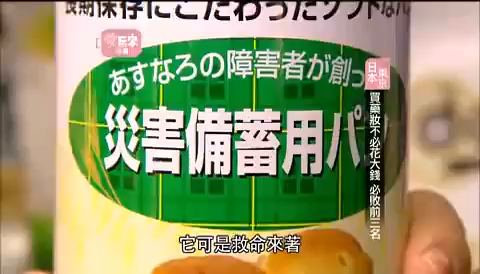 長期保存にこだわったソフトなパ
玩家
あすなろの障害者が創っ
災害備蓄用パ
日本
東京
買藥妝不必花大錢 必敗前三名
它可是救命來著